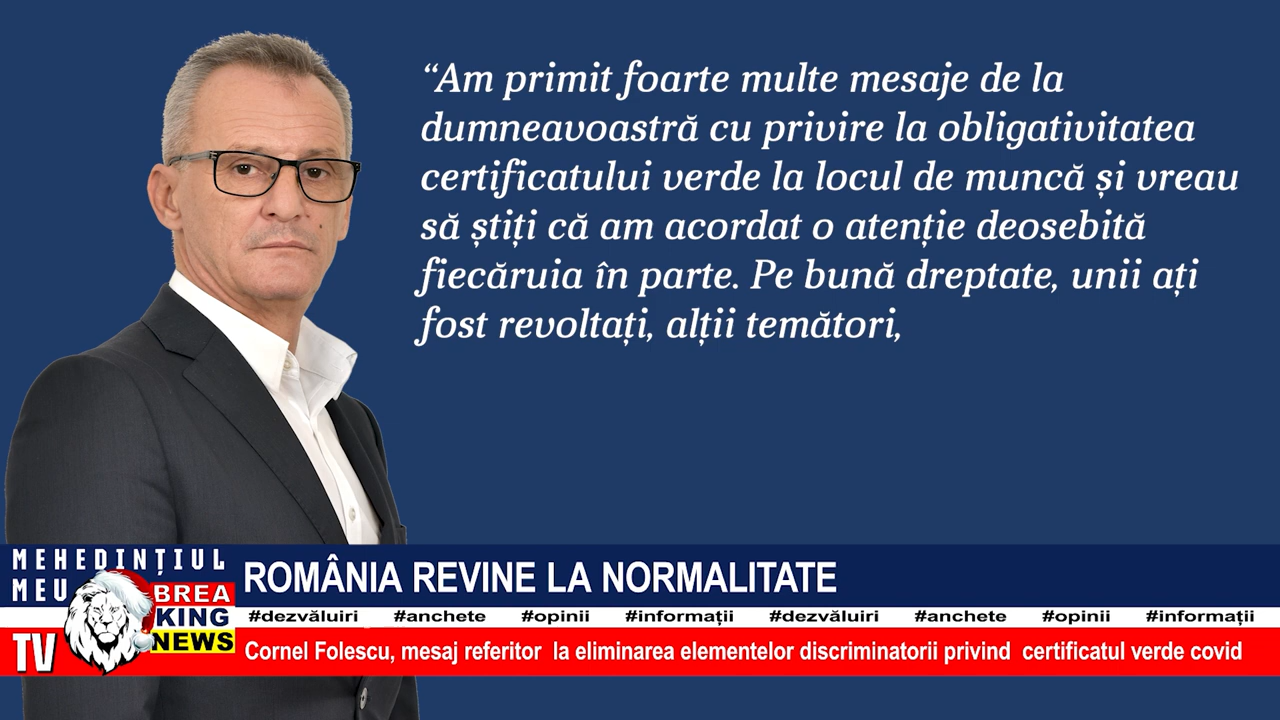 “Am primit foarte multe mesaje de la
dumneavoastră cu privire la obligativitatea
certificatului verde la locul de muncă și vreau
să știți că am acordat o atenție deosebită
fiecăruia în parte. Pe bună dreptate, unii ați
fost revoltați, alții temători,
MEHEDINȚIUL
MEU
TV
BREA
KING
NEWS
ROMÂNIA REVINE LA NORMALITATE
#dezvăluiri #anchete #opinii #informații #dezvăluiri #anchete #opinii #informații
Cornel Folescu, mesaj referitor la eliminarea elementelor discriminatorii privind certificatul verde covid